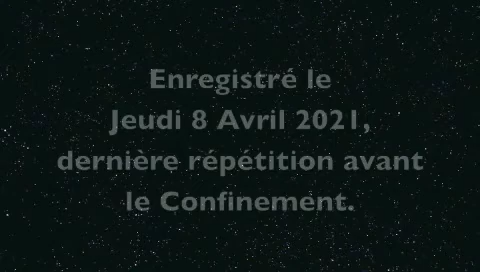 Enregistré le
Jeudi 8 Avril 2021,
dernière répétition avant
le Confinement.